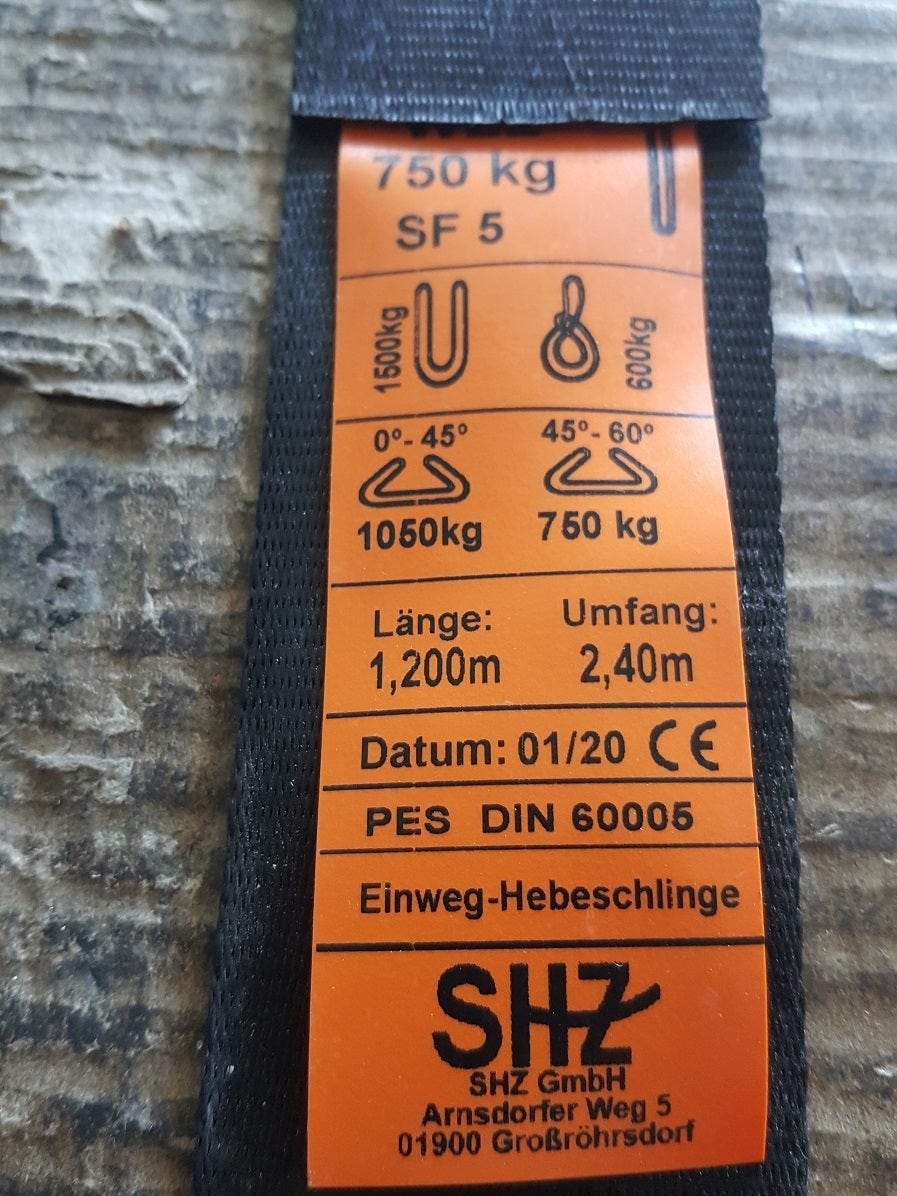 750 kg
SF 5
1500kg 600kg
0°- 45° 45°- 60°
1050kg 750 kg
Länge: Umfang:
1,200m 2,40m
Datum: 01/20 CE
PES DIN 60005
Einweg-Hebeschlinge
SHZ
SHZ GmbH
Arnsdorfer Weg 5
01900 Großröhrsdorf